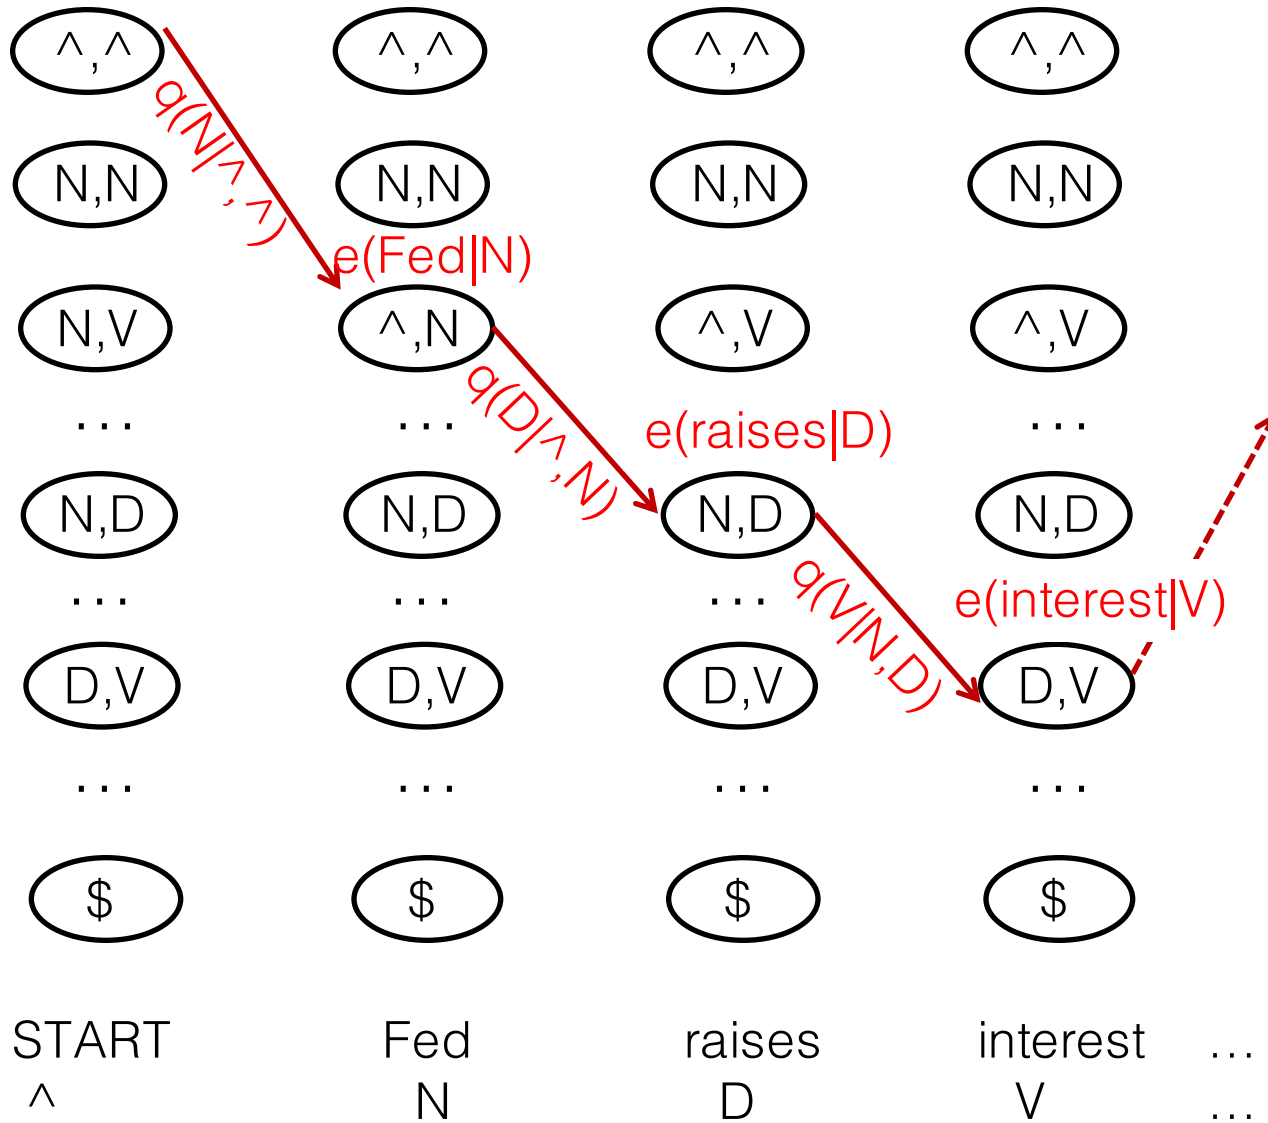 ^,^ ^,^ ^,^ ^,^
q(N|^,^)
N,N N,N N,N N,N
e(Fed|N)
N,V ^,N ^,V ^,V
q(D|^,N)
... ... ...
e(raises|D)
N,D N,D N,D N,D
q(V|N,D)
... ... ...
e(interest|V)
D,V D,V D,V D,V
... ... ... ...
$ $ $ $
START Fed raises interest ...
^ N D V ...